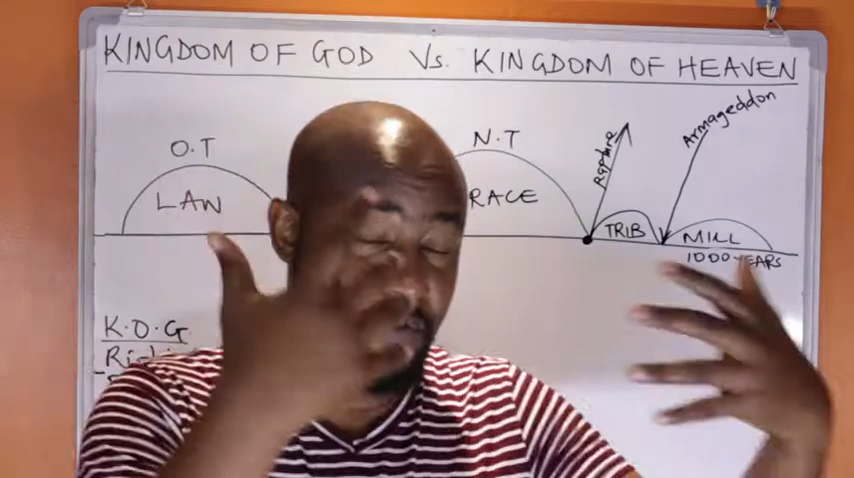 KINGDOM OF GOD Vs. KINGDOM OF HEAVEN
O.T
LAW
N.T
RACE
Rapture
TRIB
Armageddon
MILL
1000 YEARS
K.O.G